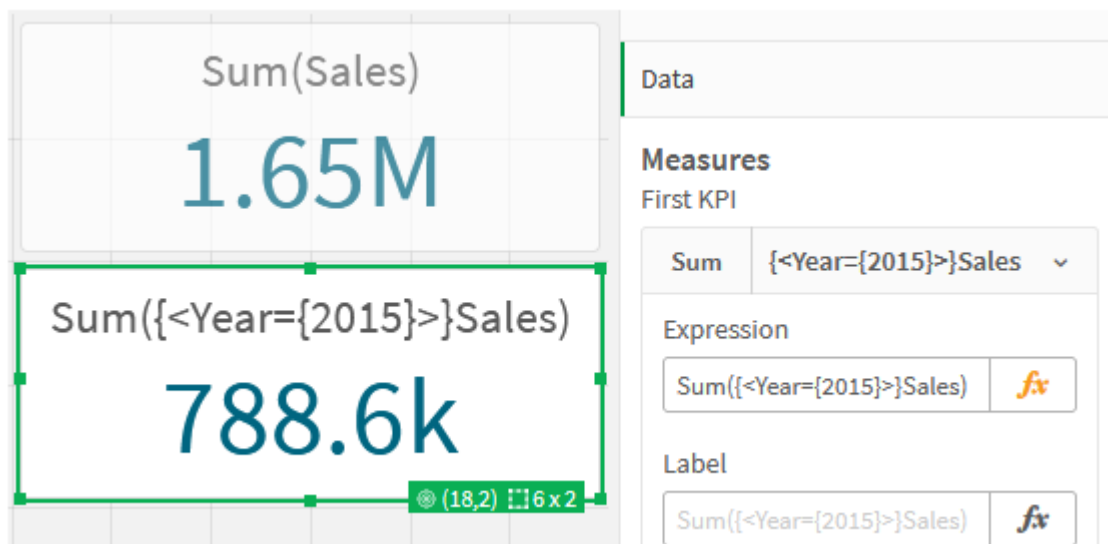 Sum(Sales)
1.65M
Sum({<Year={2015}>}Sales)
788.6k
(18,2) 6 x 2
Data
Measures
First KPI
Sum {<Year={2015}>}Sales
Expression
Sum({<Year={2015}>}Sales) fx
Label
Sum({<Year={2015}>}Sales) fx